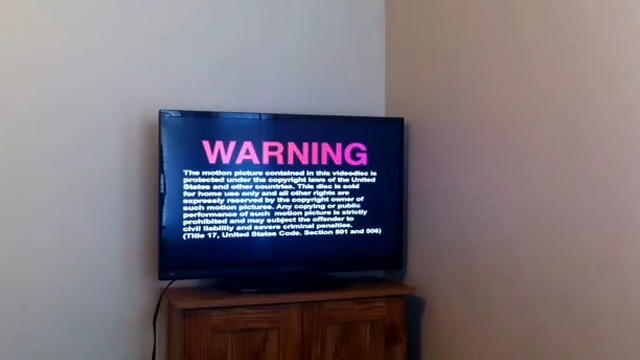 WARNING
The motion picture contained in this videodisc is
protected under the copyright laws of the United
States and other countries. This disc is sold
for home use only and all other rights are
expressly reserved by the copyright owner of
such motion picture. Any copying or public
performance of such motion picture is strictly
prohibited and may subject the offender to
civil liability and severe criminal penalties.
(Title 17, United States Code. Section 501 and 506)